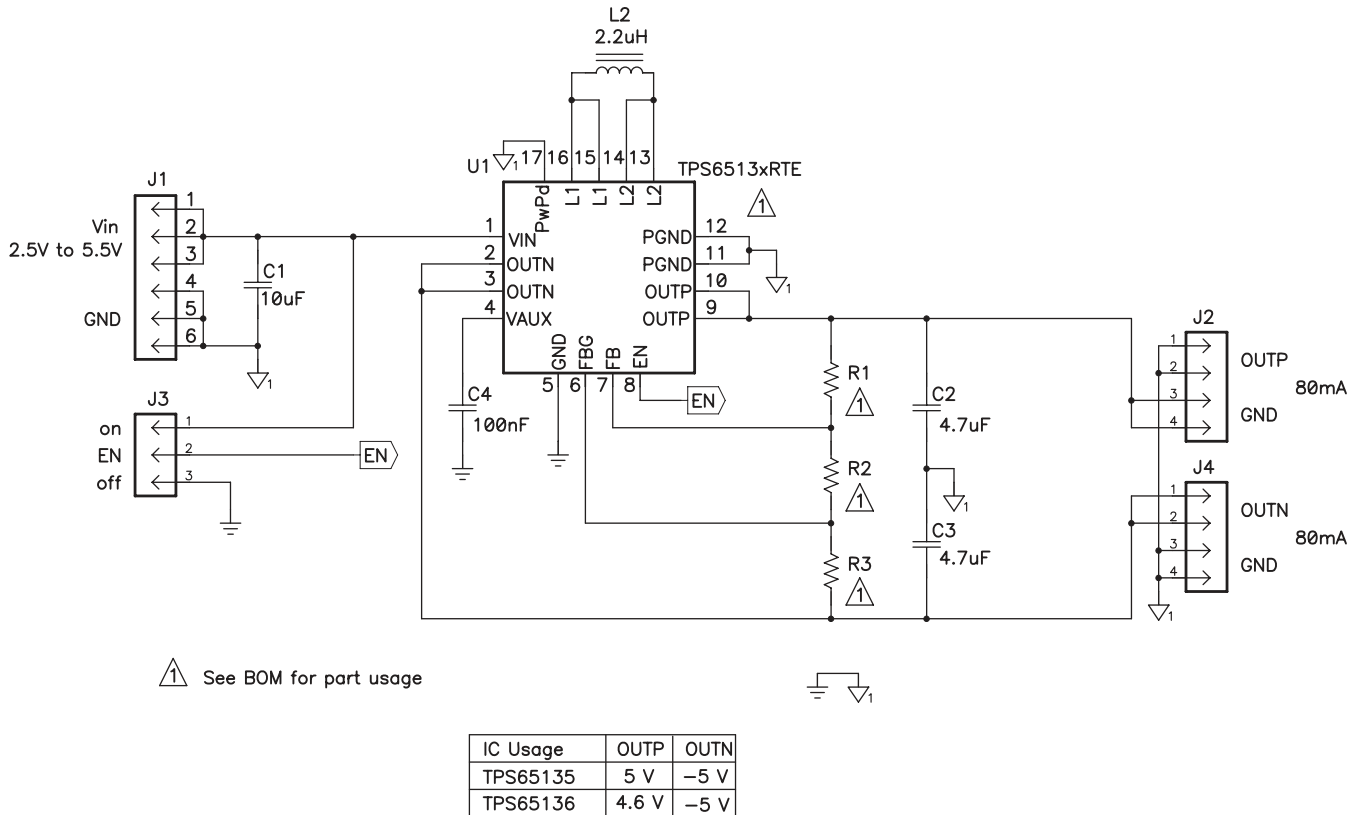 L2
2.2uH
U1
17
16
15
14
13
TPS6513xRTE
1
PwPd
L1
L1
L2
L2
1
J1
1
2
3
4
5
6
Vin
2.5V to 5.5V
GND
C1
10uF
1
1
2
3
4
VIN
OUTN
OUTN
VAUX
12
11
10
9
PGND
PGND
OUTP
OUTP
1
GND
FBG
FB
EN
5
6
7
8
EN
C4
100nF
J3
on
EN
off
1
2
3
EN
R1
1
R2
1
R3
1
C2
4.7uF
1
C3
4.7uF
J2
1
2
3
4
OUTP
GND
80mA
J4
1
2
3
4
OUTN
GND
80mA
1
1 See BOM for part usage
1
IC Usage OUTP OUTN
TPS65135 5 V −5 V
TPS65136 4.6 V −5 V